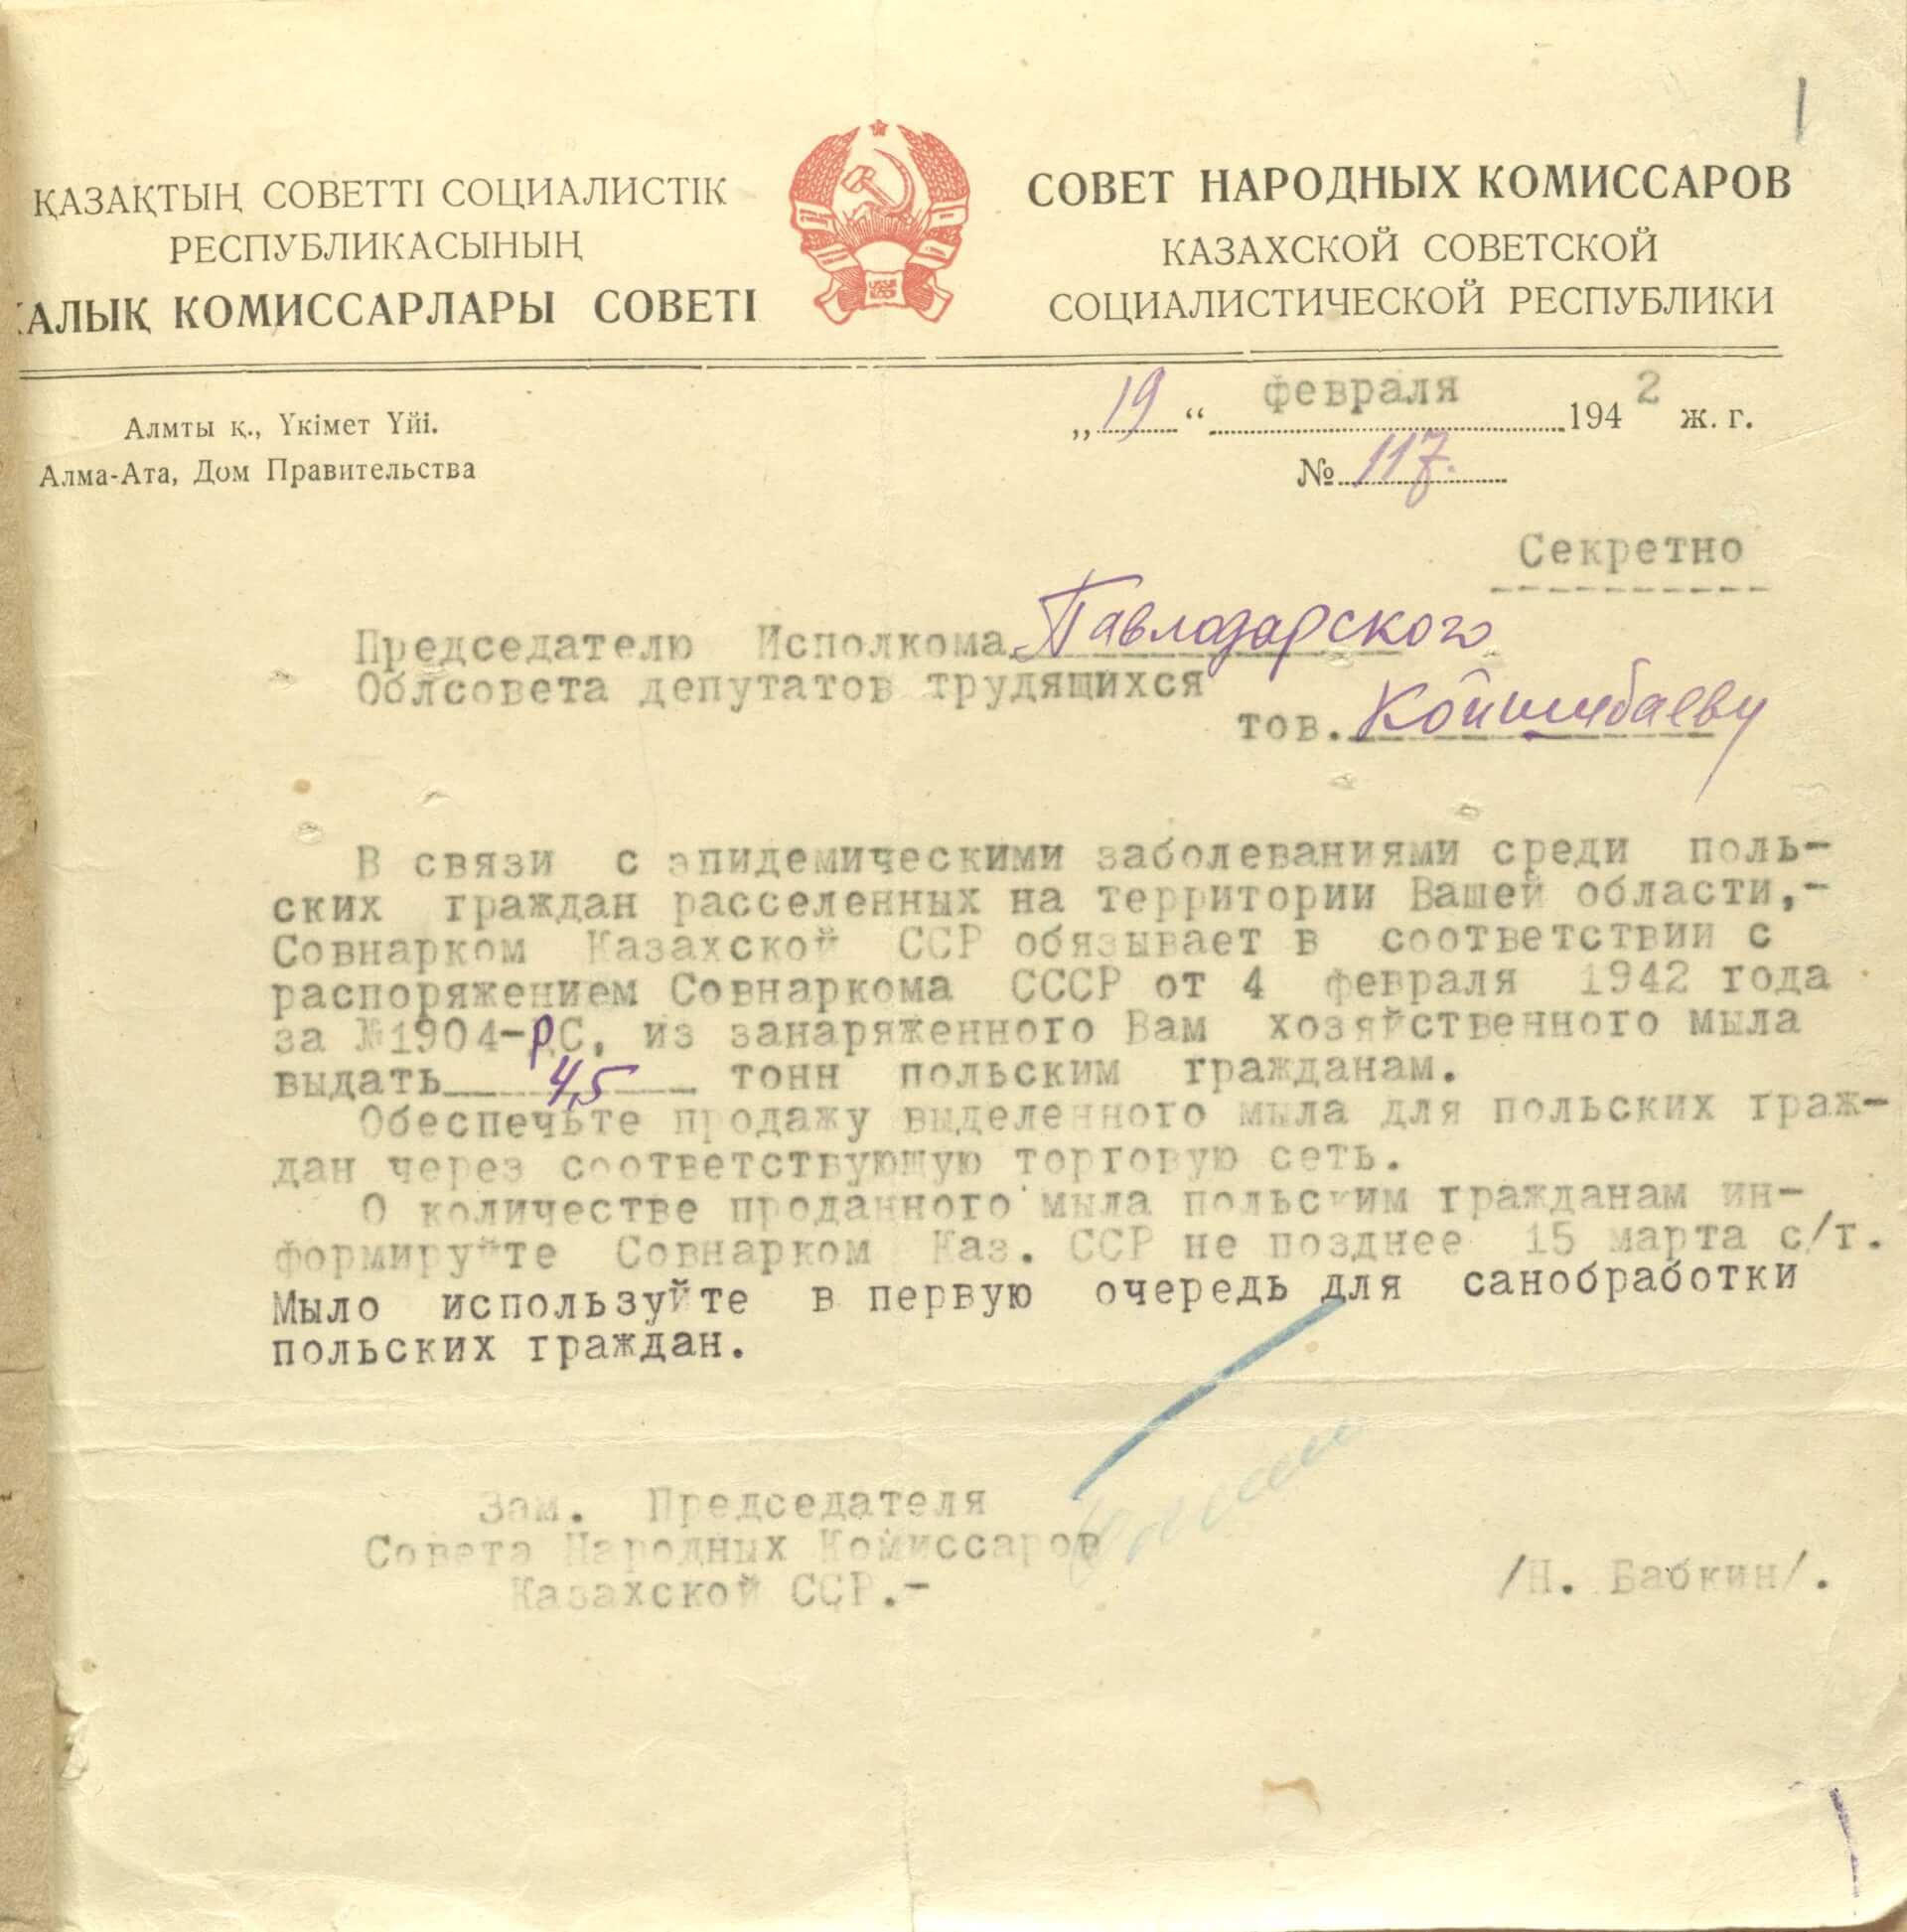 1
ҚАЗАҚТЫҢ СОВЕТТІ СОЦИАЛИСТІК
РЕСПУБЛИКАСЫНЫҢ
АЛЫҚ КОМИССАРЛАРЫ СОВЕТІ
СОВЕТ НАРОДНЫХ КОМИССАРОВ
КАЗАХСКОЙ СОВЕТСКОЙ
СОЦИАЛИСТИЧЕСКОЙ РЕСПУБЛИКИ
Алмты қ., Үкімет Үйі.
Алма-Ата, Дом Правительства
„19“ февраля 1942 ж. г.
№ 117.
Секретно
Председателю Исполкома Павлодарского
Облсовета депутатов трудящихся
тов. Койшибаеву
В связи с эпидемическими заболеваниями среди поль-
ских граждан расселенных на территории Вашей области,-
Совнарком Казахской ССР обязывает в соответствии с
распоряжением Совнаркома СССР от 4 февраля 1942 года
за №1904-РС, из занаряженного Вам хозяйственного мыла
выдать 4,5 тонн польским гражданам.
Обеспечьте продажу выделенного мыла для польских граж-
дан через соответствующую торговую сеть.
О количестве проданного мыла польским гражданам ин-
формируйте Совнарком Каз. ССР не позднее 15 марта с/г.
Мыло используйте в первую очередь для санобработки
польских граждан.
Зам. Председателя
Совета Народных Комиссаров
Казахской ССР.-
/Н. Бабкин/.